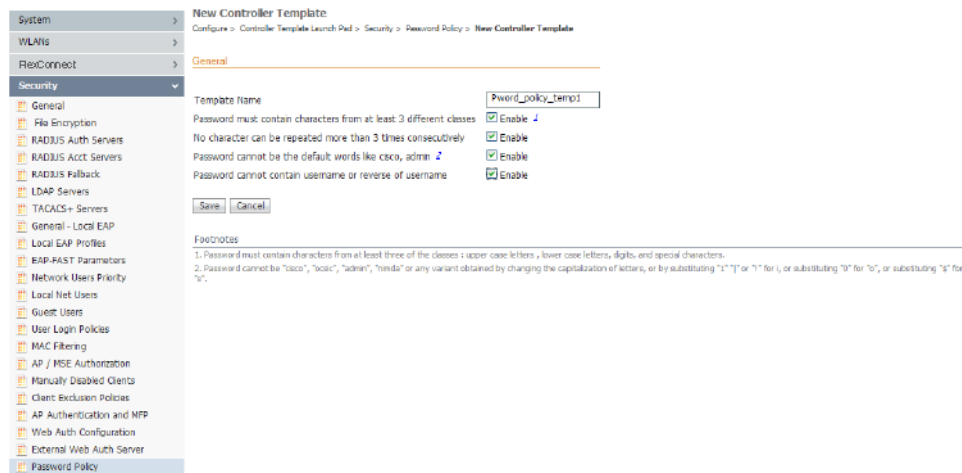 System
WLANs
FlexConnect
Security
General
File Encryption
RADIUS Auth Servers
RADIUS Acct Servers
RADIUS Fallback
LDAP Servers
TACACS+ Servers
General - Local EAP
Local EAP Profiles
EAP-FAST Parameters
Network Users Priority
Local Net Users
Guest Users
User Login Policies
MAC Filtering
AP / MSE Authorization
Manually Disabled Clients
Client Exclusion Policies
AP Authentication and MFP
Web Auth Configuration
External Web Auth Server
Password Policy
New Controller Template
Configure > Controller Template Launch Pad > Security > Password Policy > New Controller Template
General
Template Name Pword_policy_temp1
Password must contain characters from at least 3 different classes Enable 1
No character can be repeated more than 3 times consecutively Enable
Password cannot be the default words like cisco, admin 2 Enable
Password cannot contain username or reverse of username Enable
Save Cancel
Footnotes
1. Password must contain characters from at least three of the classes : upper case letters , lower case letters, digits, and special characters.
2. Password cannot be "cisco", "ocsic", "admin", "nimda" or any variant obtained by changing the capitalization of letters, or by substituting "1" "|" or "!" for i, or substituting "0" for "o", or substituting "$" for
"s".